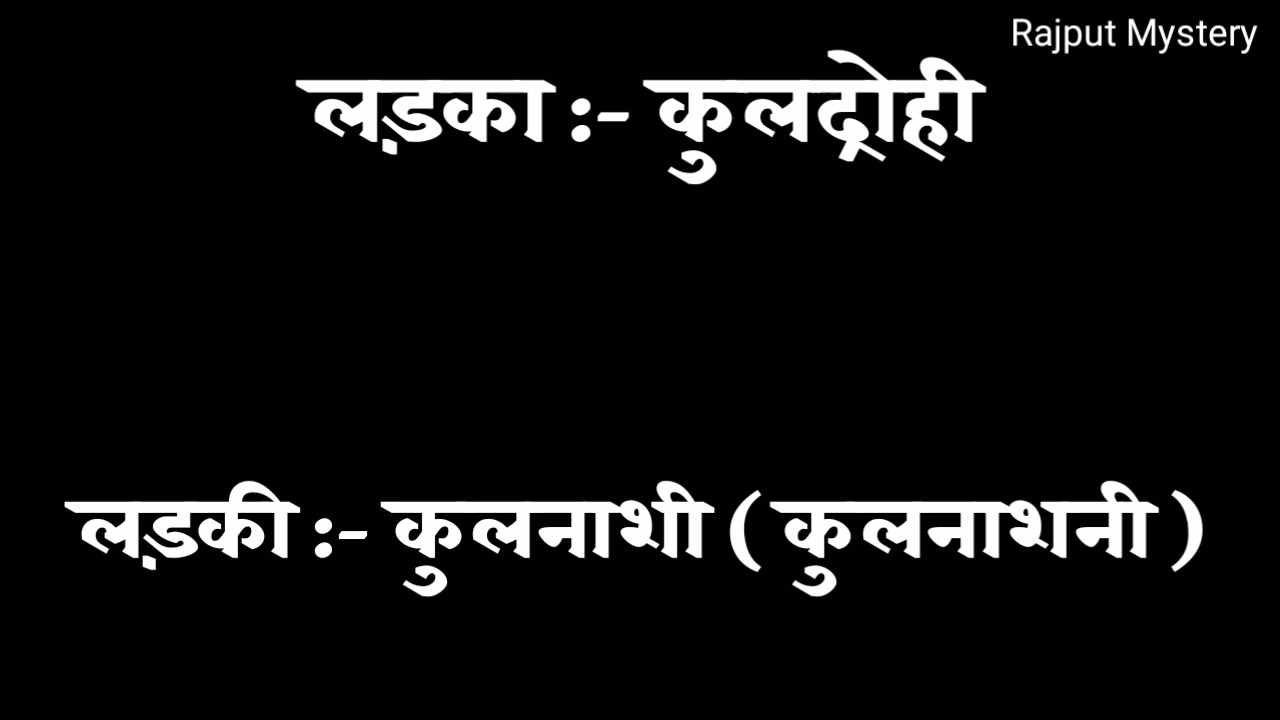 Rajput Mystery
लड़का :- कुलद्रोही
लड़की :- कुलनाशी ( कुलनाशनी )